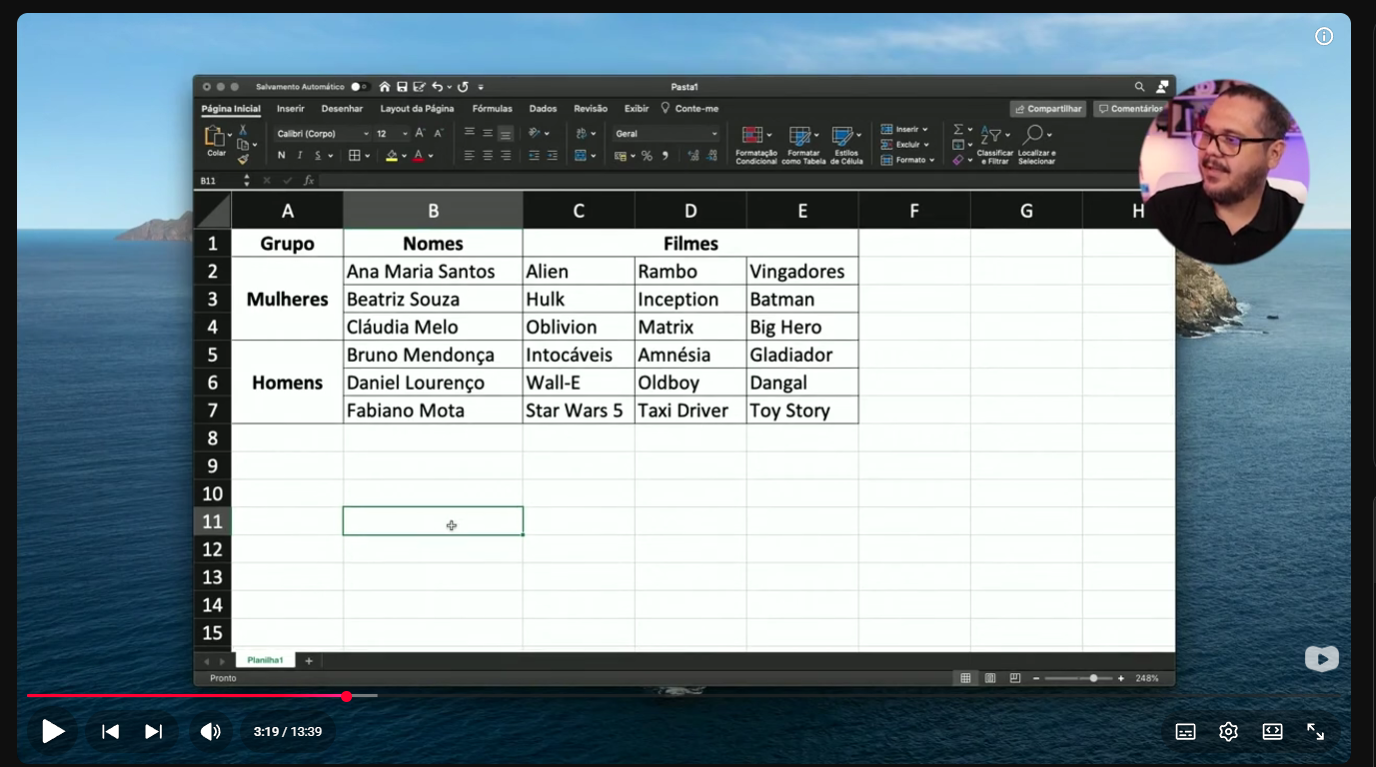 Salvamento Automático
Pasta1
Página Inicial Inserir Desenhar Layout da Página Fórmulas Dados Revisão Exibir Conte-me Compartilhar Comentários
Colar
Calibri (Corpo) 12 A A
N I S A
Geral
%
Formatação Condicional
Formatar como Tabela
Estilos de Célula
Inserir
Excluir
Formato
Classificar e Filtrar
Localizar e Selecionar
B11 fx
A B C D E F G H
1 Grupo Nomes Filmes
2 Ana Maria Santos Alien Rambo Vingadores
3 Mulheres Beatriz Souza Hulk Inception Batman
4 Cláudia Melo Oblivion Matrix Big Hero
5 Bruno Mendonça Intocáveis Amnésia Gladiador
6 Homens Daniel Lourenço Wall-E Oldboy Dangal
7 Fabiano Mota Star Wars 5 Taxi Driver Toy Story
8
9
10
11
12
13
14
15
Planilha1 +
Pronto 248%
3:19 / 13:39